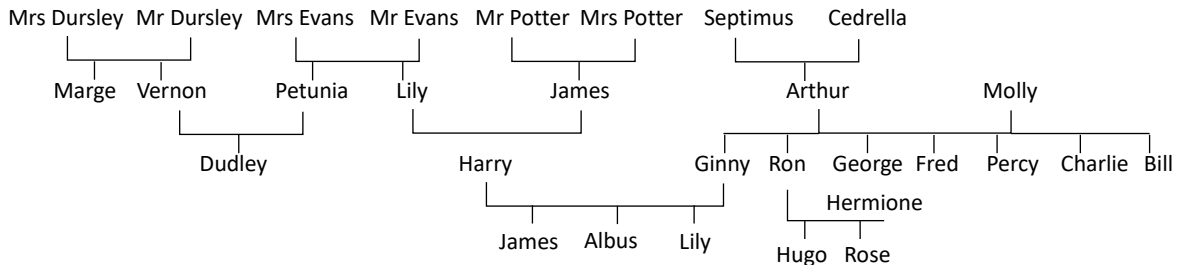 Mrs Dursley Mr Dursley Mrs Evans Mr Evans Mr Potter Mrs Potter Septimus Cedrella
Marge Vernon Petunia Lily James Arthur Molly
Dudley Harry Ginny Ron George Fred Percy Charlie Bill
Hermione
James Albus Lily
Hugo Rose